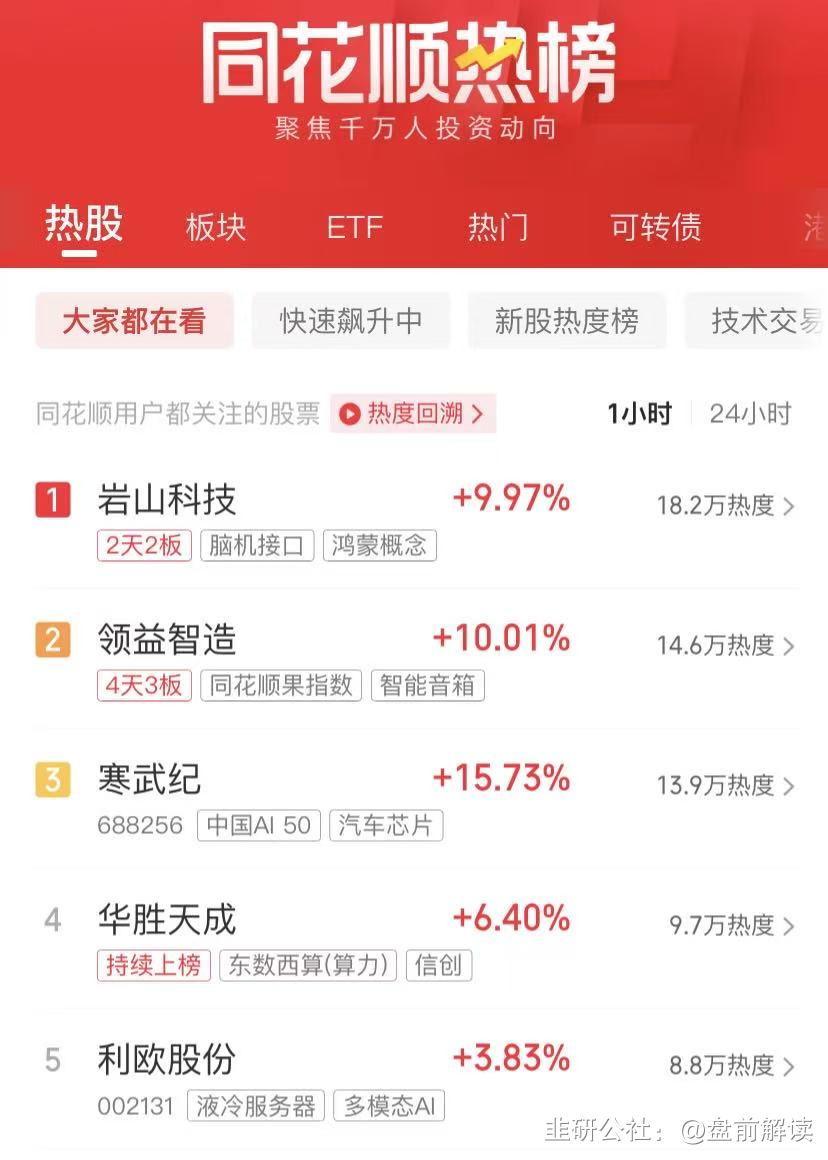 同花顺热榜
聚焦千万人投资动向
热股 板块 ETF 热门 可转债 港
大家都在看 快速飙升中 新股热度榜 技术交易
同花顺用户都关注的股票 热度回溯 1小时 24小时
1 岩山科技 +9.97% 18.2万热度
2天2板 脑机接口 鸿蒙概念
2 领益智造 +10.01% 14.6万热度
4天3板 同花顺果指数 智能音箱
3 寒武纪 +15.73% 13.9万热度
688256 中国AI 50 汽车芯片
4 华胜天成 +6.40% 9.7万热度
持续上榜 东数西算(算力) 信创
5 利欧股份 +3.83% 8.8万热度
002131 液冷服务器 多模态AI
韭研公社：@盘前解读